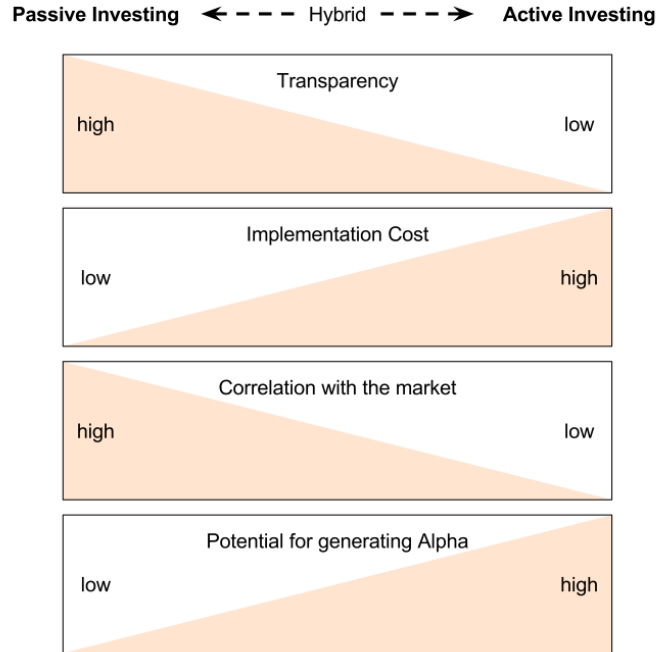 Passive Investing Hybrid Active Investing
Transparency
high low
Implementation Cost
low high
Correlation with the market
high low
Potential for generating Alpha
low high